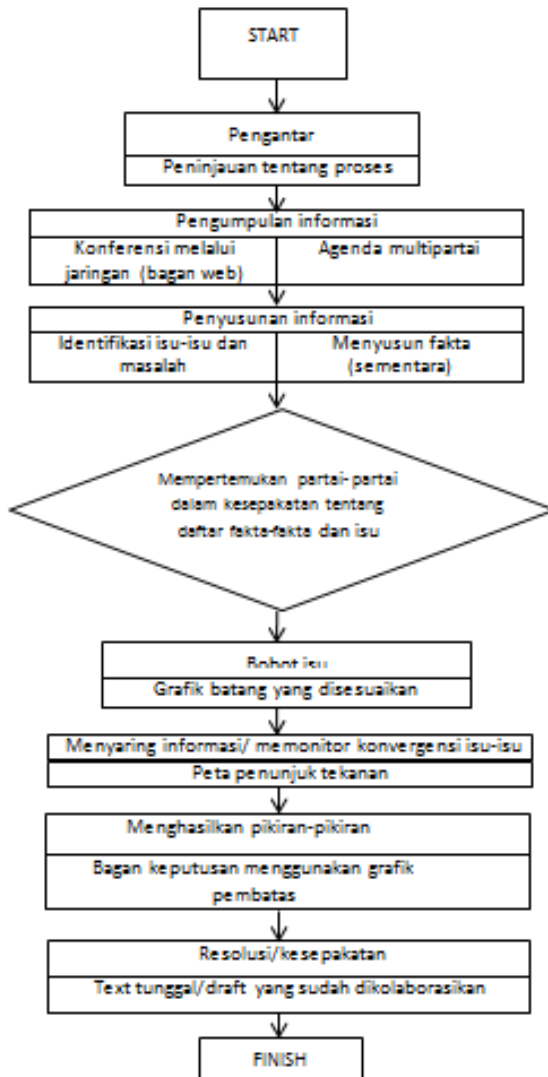 START
Pengantar
Peninjauan tentang proses
Pengumpulan informasi
Konferensi melalui
jaringan (bagan web)
Agenda multipartai
Penyusunan informasi
Identifikasi isu-isu dan
masalah
Menyusun fakta
(sementara)
Mempertemukan partai-partai
dalam kesepakatan tentang
daftar fakta-fakta dan isu
Bobot isu
Grafik batang yang disesuaikan
Menyaring informasi/ memonitor konvergensi isu-isu
Peta penunjuk tekanan
Menghasilkan pikiran-pikiran
Bagan keputusan menggunakan grafik
pembatas
Resolusi/kesepakatan
Text tunggal/draft yang sudah dikolaborasikan
FINISH